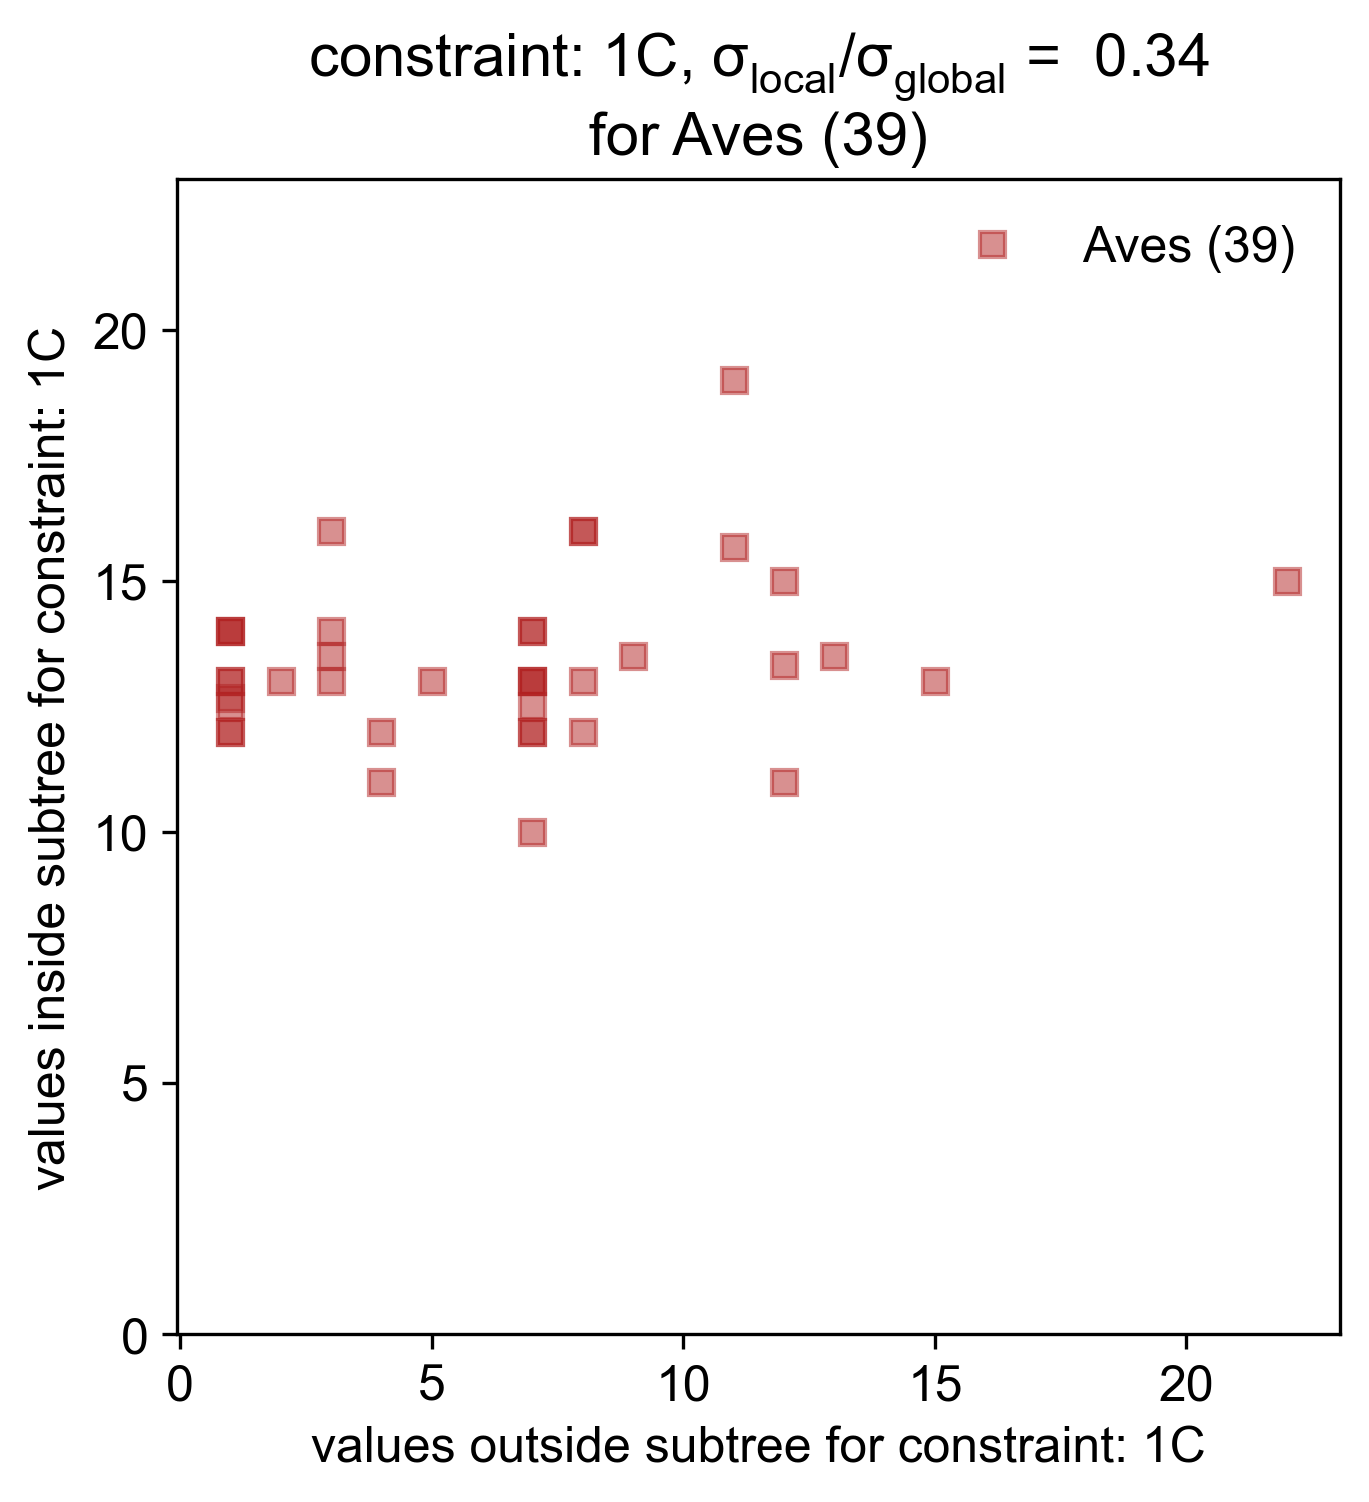 constraint: 1C, σlocal/σglobal = 0.34
for Aves (39)
Aves (39)
values inside subtree for constraint: 1C
20
15
10
5
0
0 5 10 15 20
values outside subtree for constraint: 1C